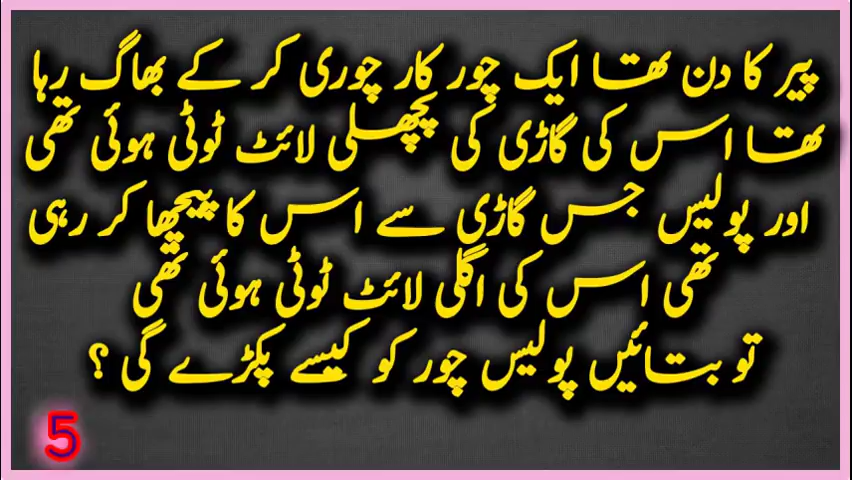 پیر کا دن تھا ایک چور کار چوری کر کے بھاگ رہا
تھا اس کی گاڑی کی پچھلی لائٹ ٹوٹی ہوئی تھی
اور پولیس جس گاڑی سے اس کا پیچھا کر رہی
تھی اس کی اگلی لائٹ ٹوٹی ہوئی تھی
تو بتائیں پولیس چور کو کیسے پکڑے گی ؟
5